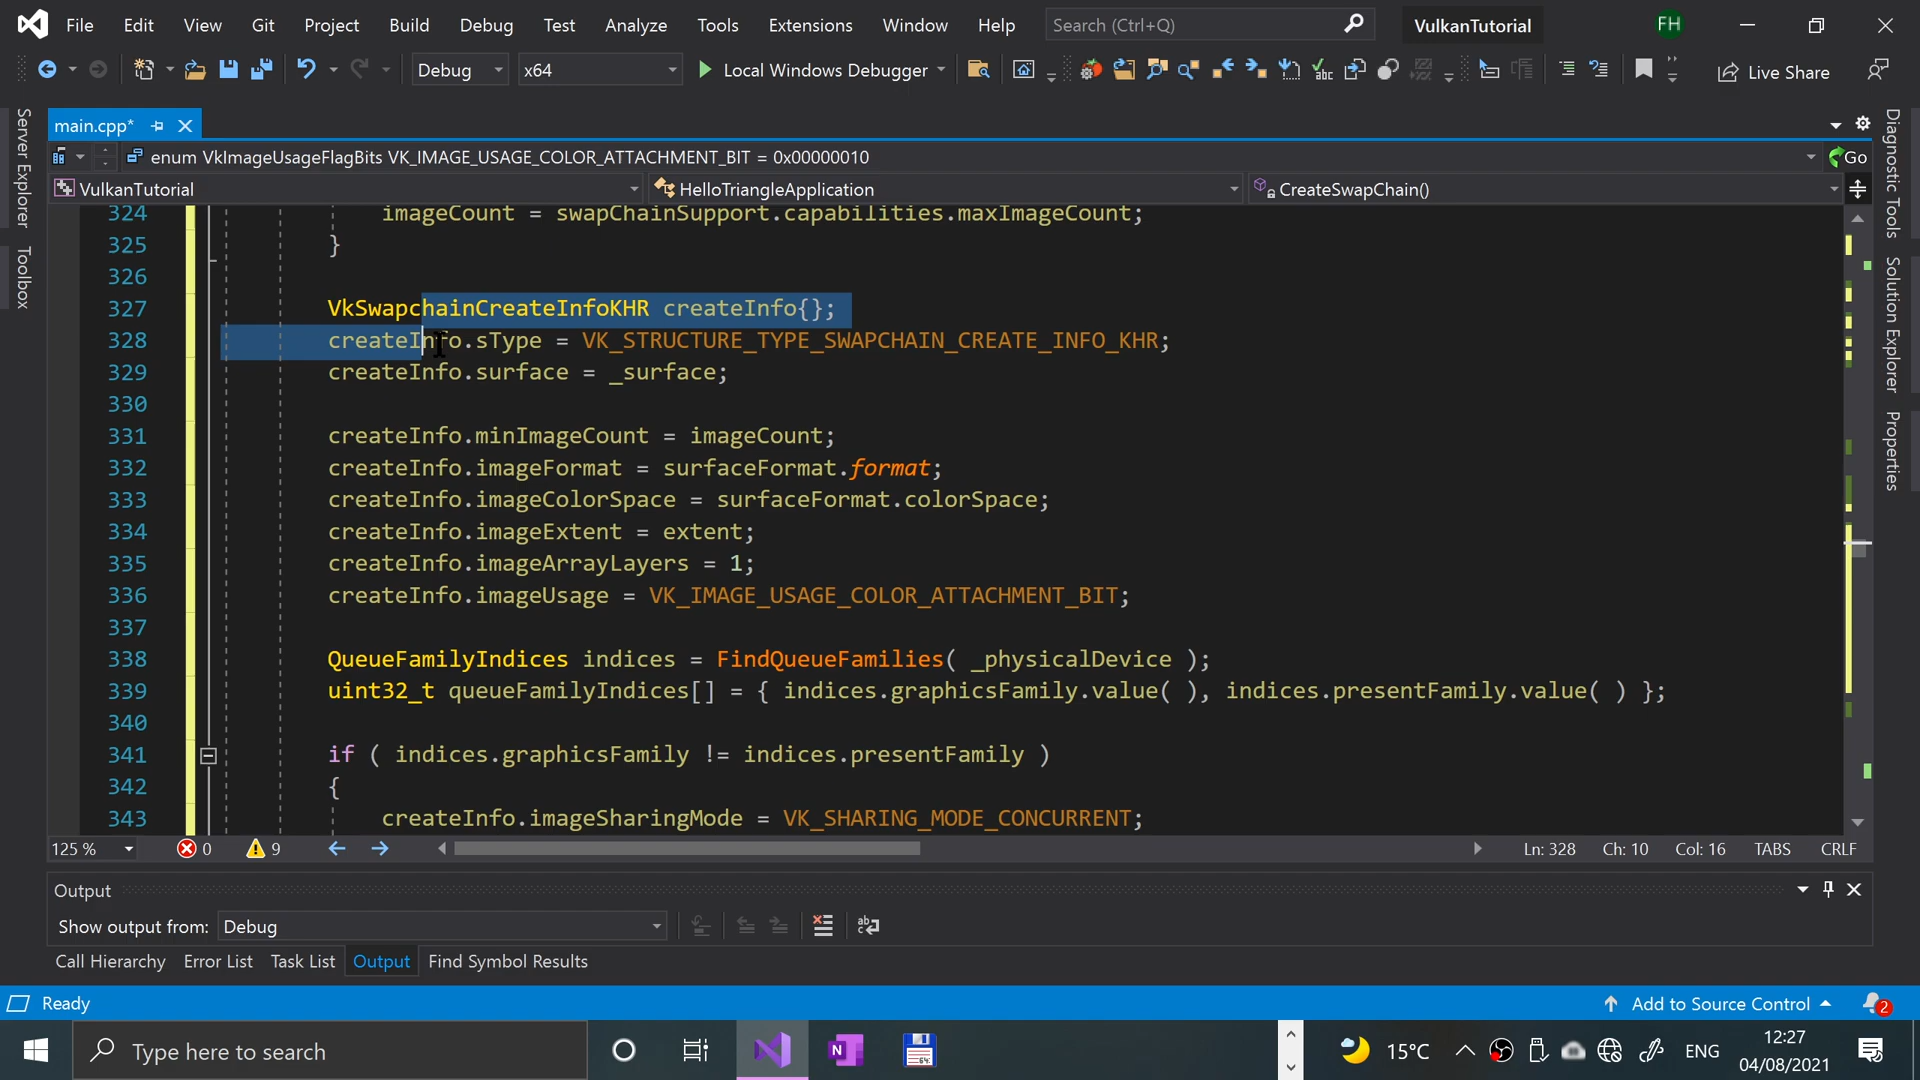 File Edit View Git Project Build Debug Test Analyze Tools Extensions Window Help Search (Ctrl+Q) VulkanTutorial FH
Debug x64 Local Windows Debugger Live Share
main.cpp*
enum VkImageUsageFlagBits VK_IMAGE_USAGE_COLOR_ATTACHMENT_BIT = 0x00000010 Go
VulkanTutorial HelloTriangleApplication CreateSwapChain()
324 imageCount = swapChainSupport.capabilities.maxImageCount;
325 }
326
327 VkSwapchainCreateInfoKHR createInfo{};
328 createInfo.sType = VK_STRUCTURE_TYPE_SWAPCHAIN_CREATE_INFO_KHR;
329 createInfo.surface = _surface;
330
331 createInfo.minImageCount = imageCount;
332 createInfo.imageFormat = surfaceFormat.format;
333 createInfo.imageColorSpace = surfaceFormat.colorSpace;
334 createInfo.imageExtent = extent;
335 createInfo.imageArrayLayers = 1;
336 createInfo.imageUsage = VK_IMAGE_USAGE_COLOR_ATTACHMENT_BIT;
337
338 QueueFamilyIndices indices = FindQueueFamilies( _physicalDevice );
339 uint32_t queueFamilyIndices[] = { indices.graphicsFamily.value( ), indices.presentFamily.value( ) };
340
341 if ( indices.graphicsFamily != indices.presentFamily )
342 {
343 createInfo.imageSharingMode = VK_SHARING_MODE_CONCURRENT;
Server Explorer
Toolbox
Diagnostic Tools
Solution Explorer
Properties
125 % 0 9 Ln: 328 Ch: 10 Col: 16 TABS CRLF
Output
Show output from: Debug
Call Hierarchy Error List Task List Output Find Symbol Results
Ready Add to Source Control 2
Type here to search N 64 15°C ENG 12:27
04/08/2021